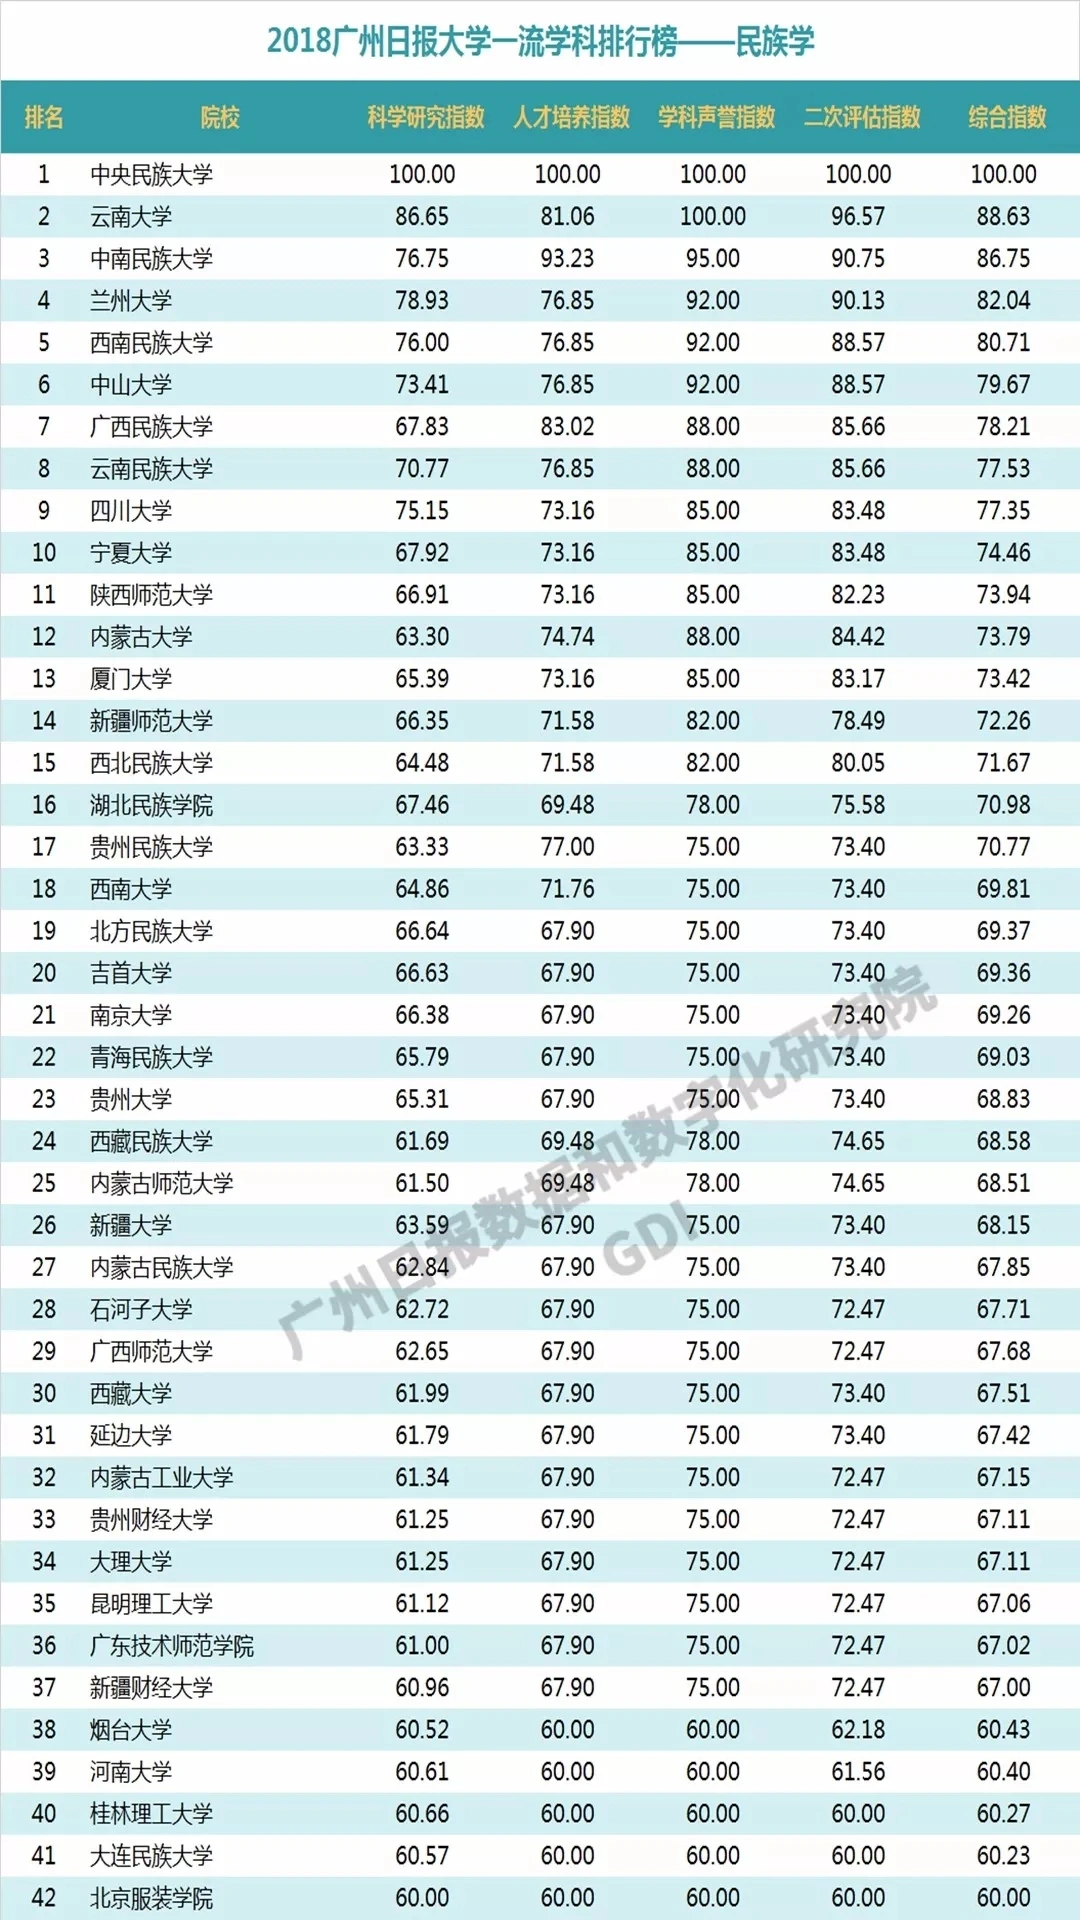 2018广州日报大学一流学科排行榜——民族学
排名 院校 科学研究指数 人才培养指数 学科声誉指数 二次评估指数 综合指数
1 中央民族大学 100.00 100.00 100.00 100.00 100.00
2 云南大学 86.65 81.06 100.00 96.57 88.63
3 中南民族大学 76.75 93.23 95.00 90.75 86.75
4 兰州大学 78.93 76.85 92.00 90.13 82.04
5 西南民族大学 76.00 76.85 92.00 88.57 80.71
6 中山大学 73.41 76.85 92.00 88.57 79.67
7 广西民族大学 67.83 83.02 88.00 85.66 78.21
8 云南民族大学 70.77 76.85 88.00 85.66 77.53
9 四川大学 75.15 73.16 85.00 83.48 77.35
10 宁夏大学 67.92 73.16 85.00 83.48 74.46
11 陕西师范大学 66.91 73.16 85.00 82.23 73.94
12 内蒙古大学 63.30 74.74 88.00 84.42 73.79
13 厦门大学 65.39 73.16 85.00 83.17 73.42
14 新疆师范大学 66.35 71.58 82.00 78.49 72.26
15 西北民族大学 64.48 71.58 82.00 80.05 71.67
16 湖北民族学院 67.46 69.48 78.00 75.58 70.98
17 贵州民族大学 63.33 77.00 75.00 73.40 70.77
18 西南大学 64.86 71.76 75.00 73.40 69.81
19 北方民族大学 66.64 67.90 75.00 73.40 69.37
20 吉首大学 66.63 67.90 75.00 73.40 69.36
21 南京大学 66.38 67.90 75.00 73.40 69.26
22 青海民族大学 65.79 67.90 75.00 73.40 69.03
23 贵州大学 65.31 67.90 75.00 73.40 68.83
24 西藏民族大学 61.69 69.48 78.00 74.65 68.58
25 内蒙古师范大学 61.50 69.48 78.00 74.65 68.51
26 新疆大学 63.59 67.90 75.00 73.40 68.15
27 内蒙古民族大学 62.84 67.90 75.00 73.40 67.85
28 石河子大学 62.72 67.90 75.00 72.47 67.71
29 广西师范大学 62.65 67.90 75.00 72.47 67.68
30 西藏大学 61.99 67.90 75.00 73.40 67.51
31 延边大学 61.79 67.90 75.00 73.40 67.42
32 内蒙古工业大学 61.34 67.90 75.00 72.47 67.15
33 贵州财经大学 61.25 67.90 75.00 72.47 67.11
34 大理大学 61.25 67.90 75.00 72.47 67.11
35 昆明理工大学 61.12 67.90 75.00 72.47 67.06
36 广东技术师范学院 61.00 67.90 75.00 72.47 67.02
37 新疆财经大学 60.96 67.90 75.00 72.47 67.00
38 烟台大学 60.52 60.00 60.00 62.18 60.43
39 河南大学 60.61 60.00 60.00 61.56 60.40
40 桂林理工大学 60.66 60.00 60.00 60.00 60.27
41 大连民族大学 60.57 60.00 60.00 60.00 60.23
42 北京服装学院 60.00 60.00 60.00 60.00 60.00
广州日报数据和数字化研究院
GDI